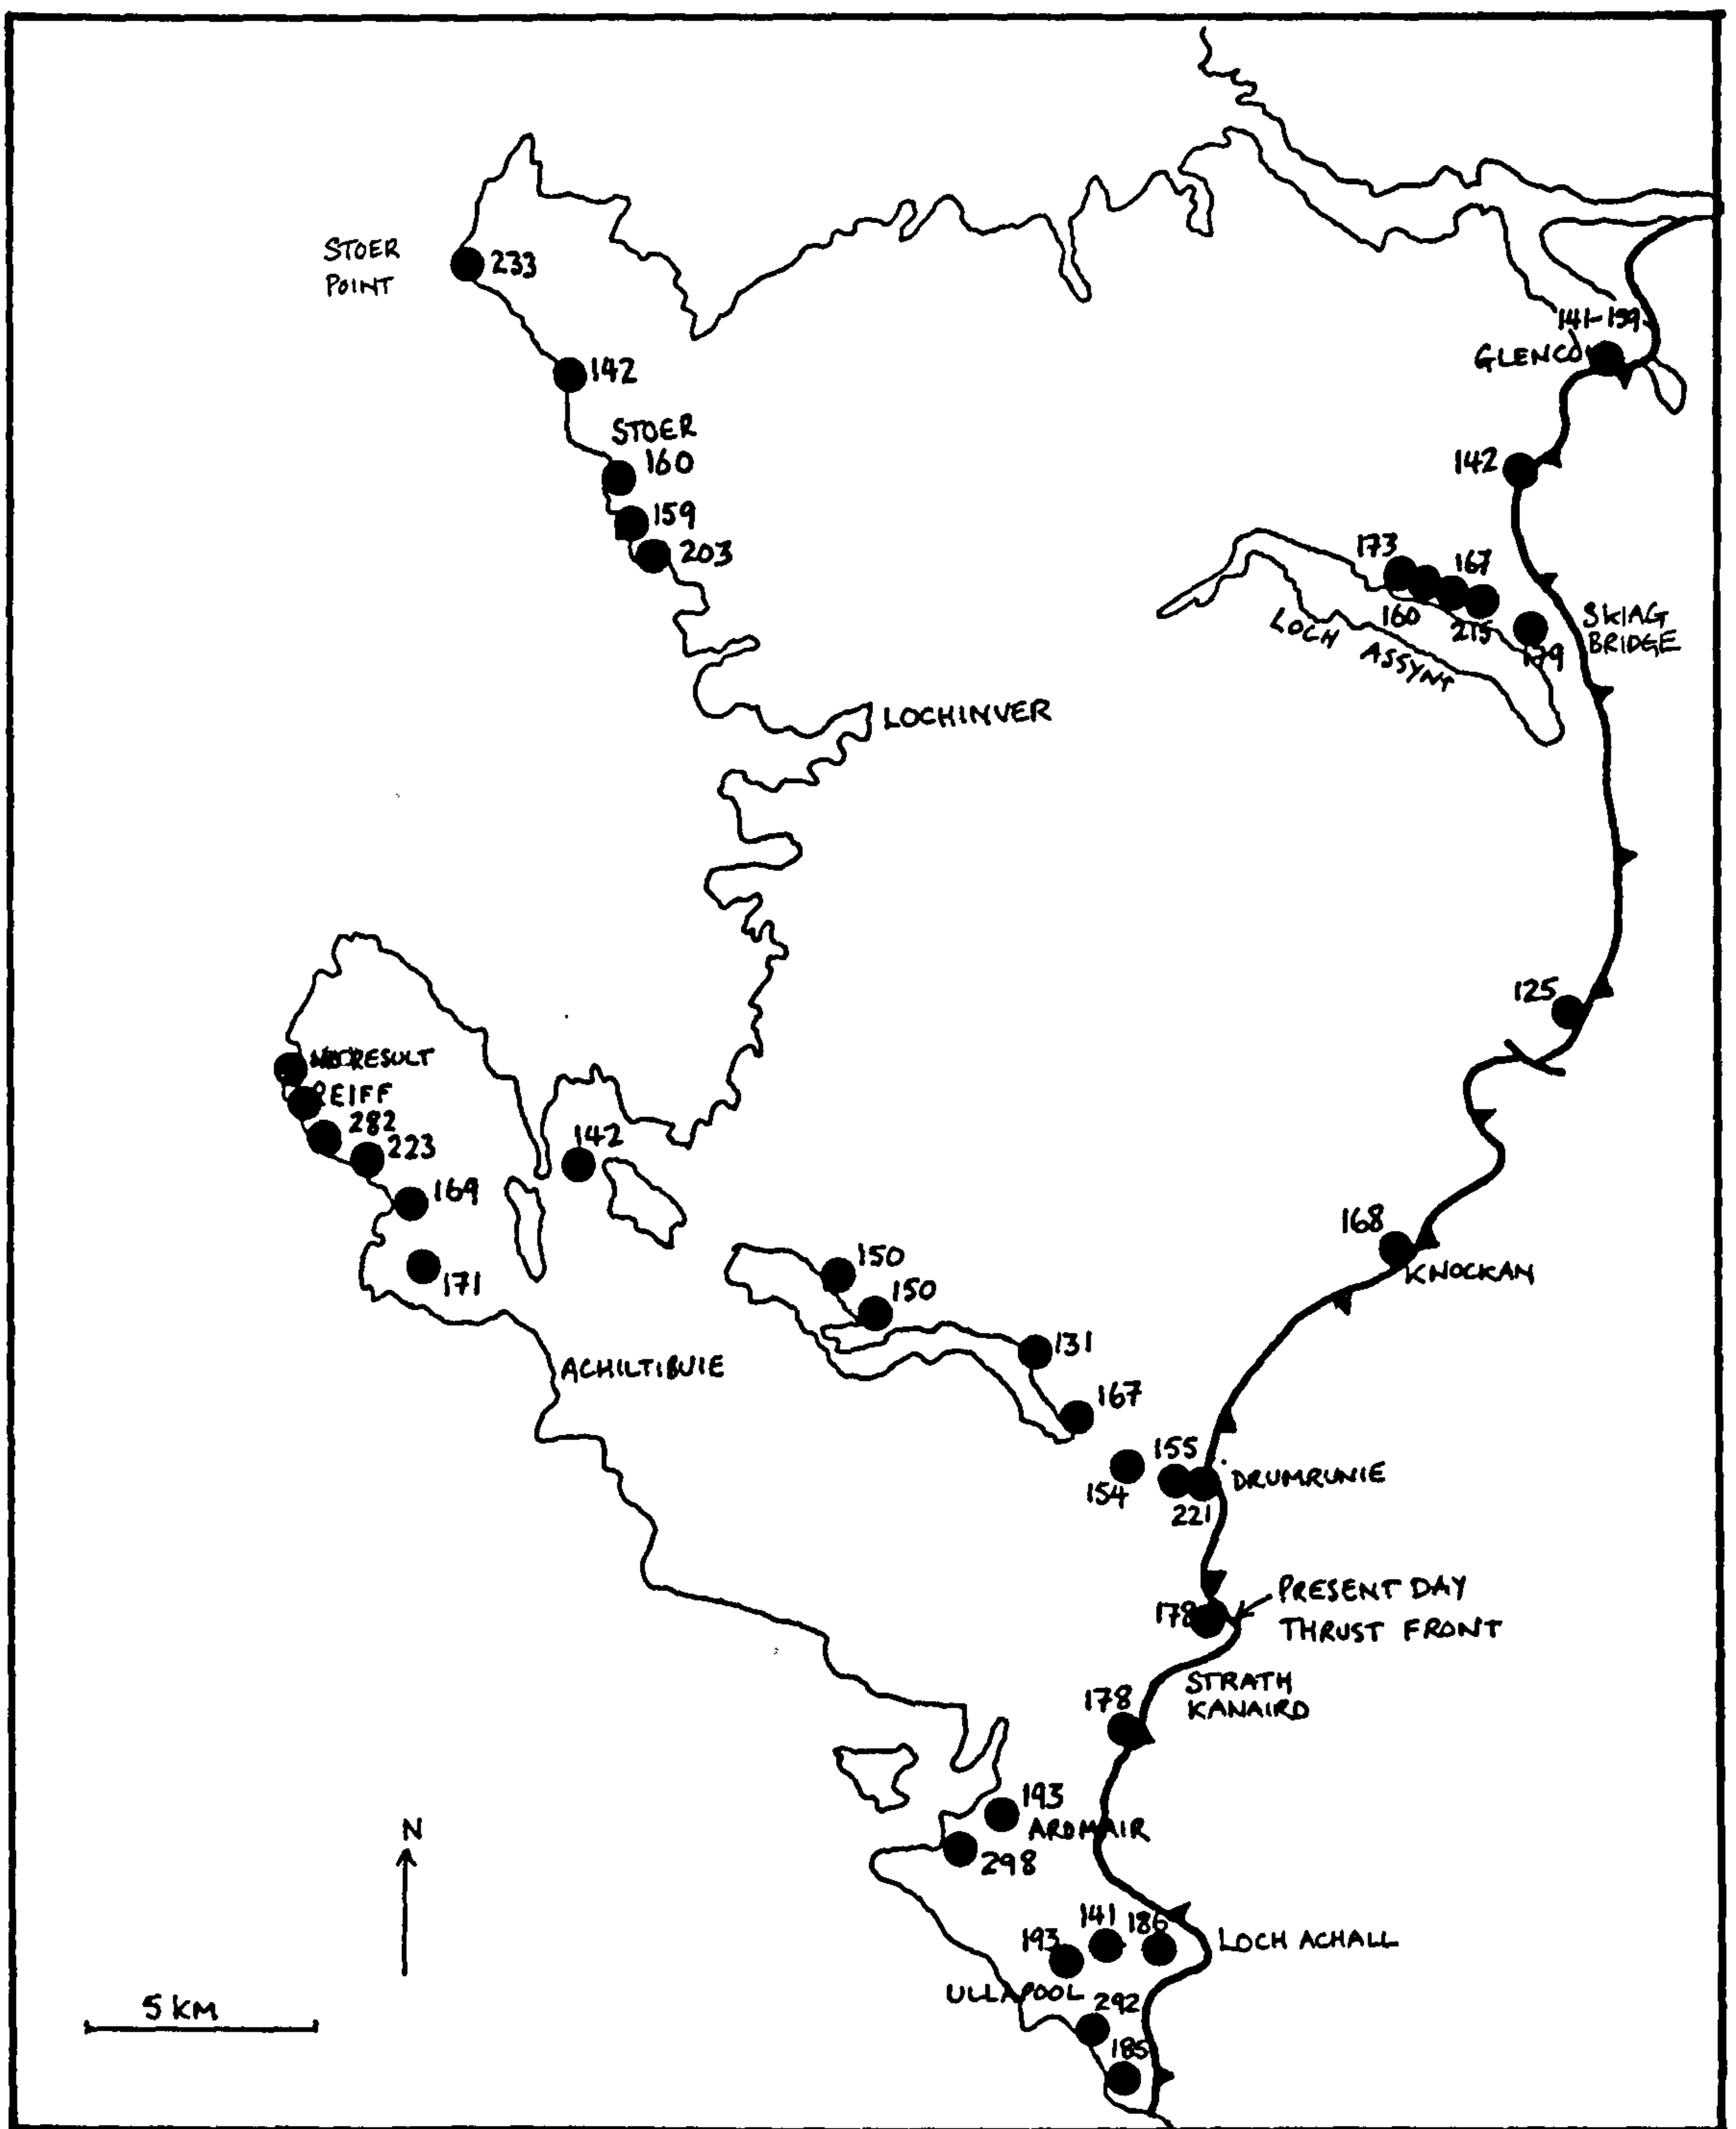 STOER
POINT
233
142
STOER
160
159
203
141-159
GLENCO
142
173
167
160
215
SKIAG
BRIDGE
LOCH ASSYNT
LOCHINVER
125
REIFF
282
223
142
169
171
168
KNOCKAN
150
150
131
ACHILTIBUIE
167
155
154
DRUMRUNIE
221
PRESENT DAY
THRUST FRONT
178
STRATH
KANAIRD
178
193
ARDMAIR
298
N
141
186
193
LOCH ACHALL
ULLAPOOL
292
5 KM
185